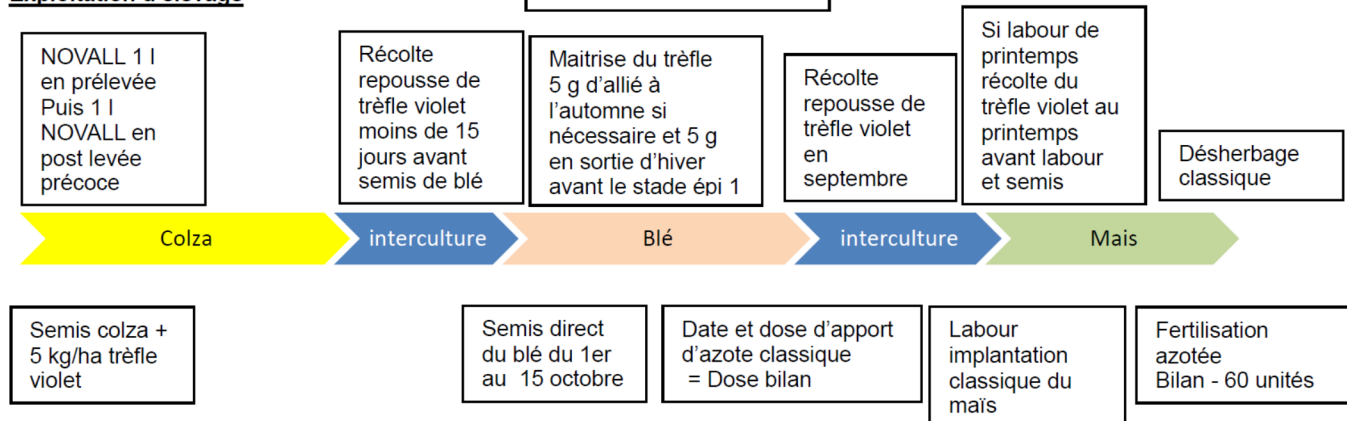 Exploitation d'élevage
NOVALL 1 l
en prélevée
Puis 1 l
NOVALL en
post levée
précoce
Récolte
repousse de
trèfle violet
moins de 15
jours avant
semis de blé
Maitrise du trèfle
5 g d'allié à
l'automne si
nécessaire et 5 g
en sortie d'hiver
avant le stade épi 1
Récolte
repousse de
trèfle violet
en
septembre
Si labour de
printemps
récolte du
trèfle violet au
printemps
avant labour
et semis
Désherbage
classique
Colza
interculture
Blé
interculture
Mais
Semis colza +
5 kg/ha trèfle
violet
Semis direct
du blé du 1er
au 15 octobre
Date et dose d'apport
d'azote classique
= Dose bilan
Labour
implantation
classique du
maïs
Fertilisation
azotée
Bilan - 60 unités